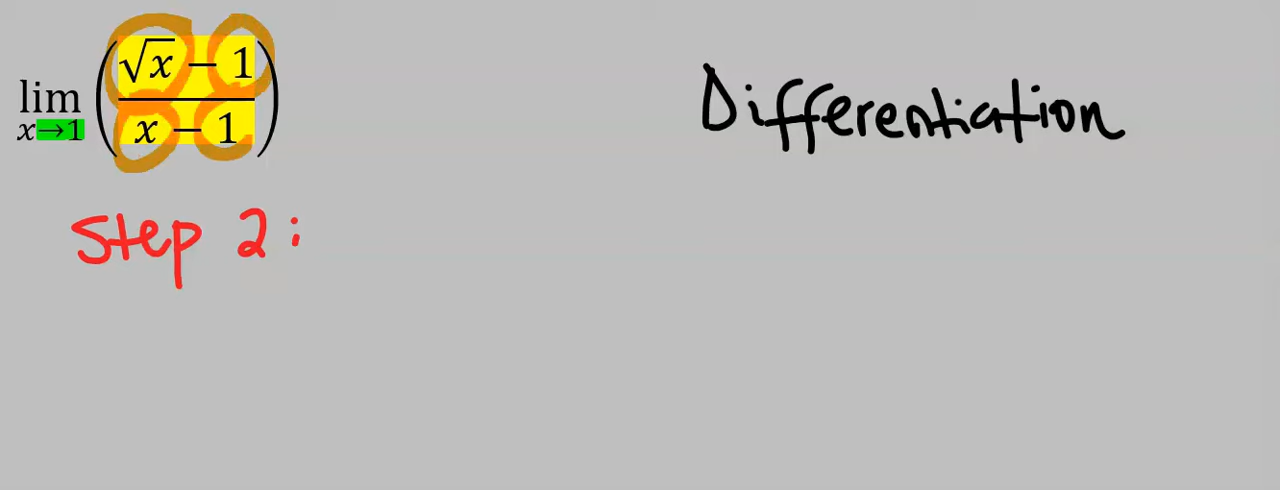 lim x→1 (√x − 1 / x − 1)
Differentiation
Step 2: